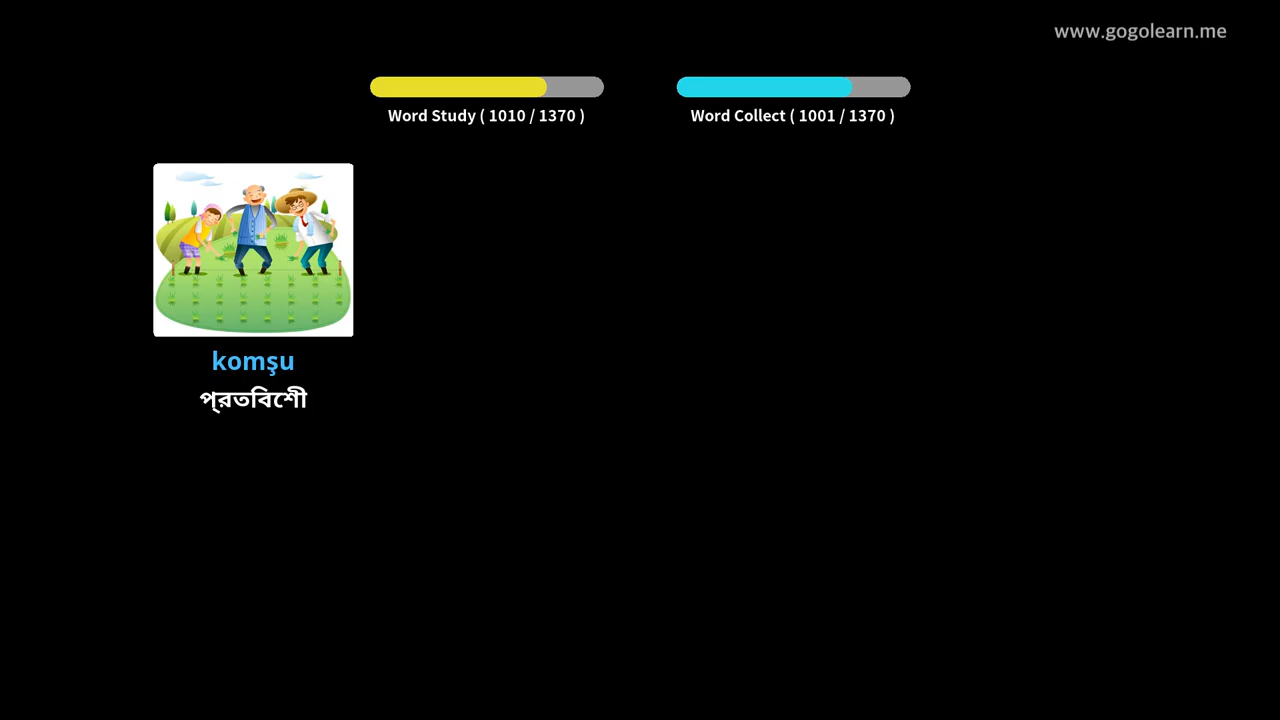 www.gogolearn.me
Word Study ( 1010 / 1370 )
Word Collect ( 1001 / 1370 )
komşu
প্রতিবেশী